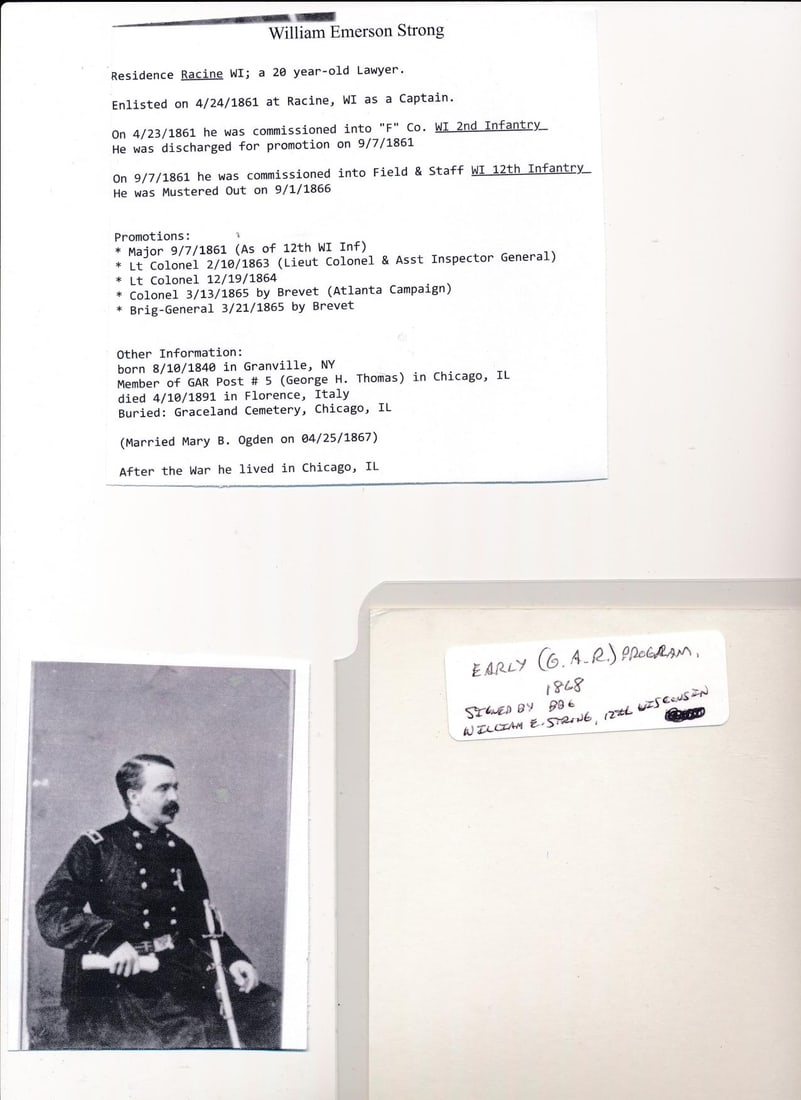 William Emerson Strong
Residence Racine WI; a 20 year-old Lawyer.
Enlisted on 4/24/1861 at Racine, WI as a Captain.
On 4/23/1861 he was commissioned into "F" Co. WI 2nd Infantry
He was discharged for promotion on 9/7/1861
On 9/7/1861 he was commissioned into Field & Staff WI 12th Infantry
He was Mustered Out on 9/1/1866
Promotions:
* Major 9/7/1861 (As of 12th WI Inf)
* Lt Colonel 2/10/1863 (Lieut Colonel & Asst Inspector General)
* Lt Colonel 12/19/1864
* Colonel 3/13/1865 by Brevet (Atlanta Campaign)
* Brig-General 3/21/1865 by Brevet
Other Information:
born 8/10/1840 in Granville, NY
Member of GAR Post # 5 (George H. Thomas) in Chicago, IL
died 4/10/1891 in Florence, Italy
Buried: Graceland Cemetery, Chicago, IL
(Married Mary B. Ogden on 04/25/1867)
After the War he lived in Chicago, IL
EARLY (G.A.R.) PROGRAM,
1868
SIGNED BY BBG
WILLIAM E. STRONG, 12th WISCONSIN